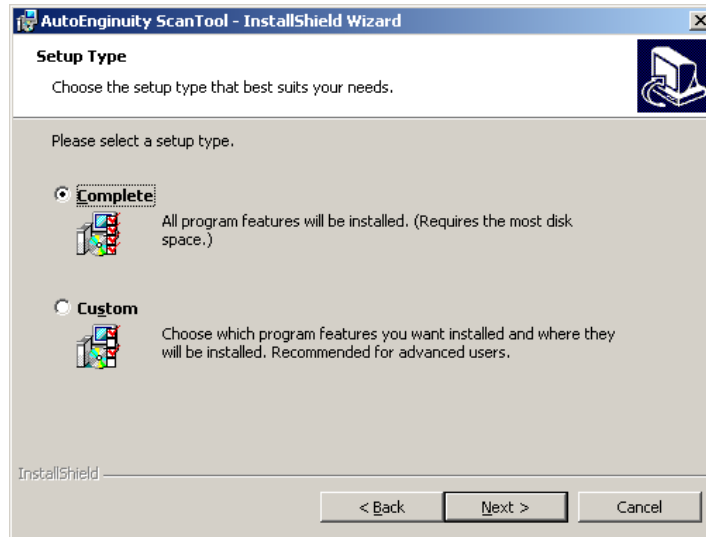 AutoEnginuity ScanTool - InstallShield Wizard
Setup Type
Choose the setup type that best suits your needs.
Please select a setup type.
Complete
All program features will be installed. (Requires the most disk
space.)
Custom
Choose which program features you want installed and where they
will be installed. Recommended for advanced users.
InstallShield
< Back Next > Cancel